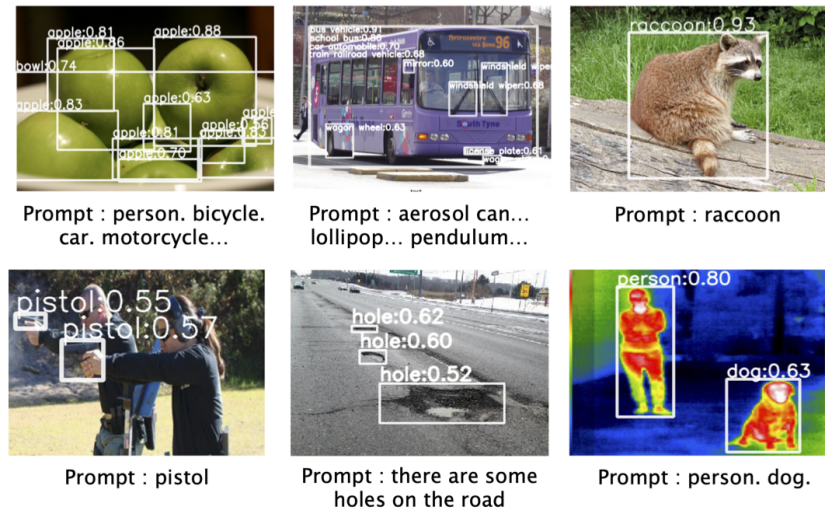 apple:0.81
apple:0.88
apple:0.86
bowl:0.74
apple:0.83
apple:0.63
apple:0.81
apple:0.70
Prompt : person. bicycle.
car. motorcycle...
bus vehicle:0.91
school bus:0.80
car automobile:0.70
train railroad vehicle:0.68
mirror:0.60
96
windshield wiper
windshield wiper:0.68
wagon wheel:0.63
license plate:0.61
Prompt : aerosol can...
lollipop... pendulum...
raccoon:0.93
Prompt : raccoon
pistol:0.55
pistol:0.57
Prompt : pistol
hole:0.62
hole:0.60
hole:0.52
Prompt : there are some
holes on the road
person:0.80
dog:0.63
Prompt : person. dog.